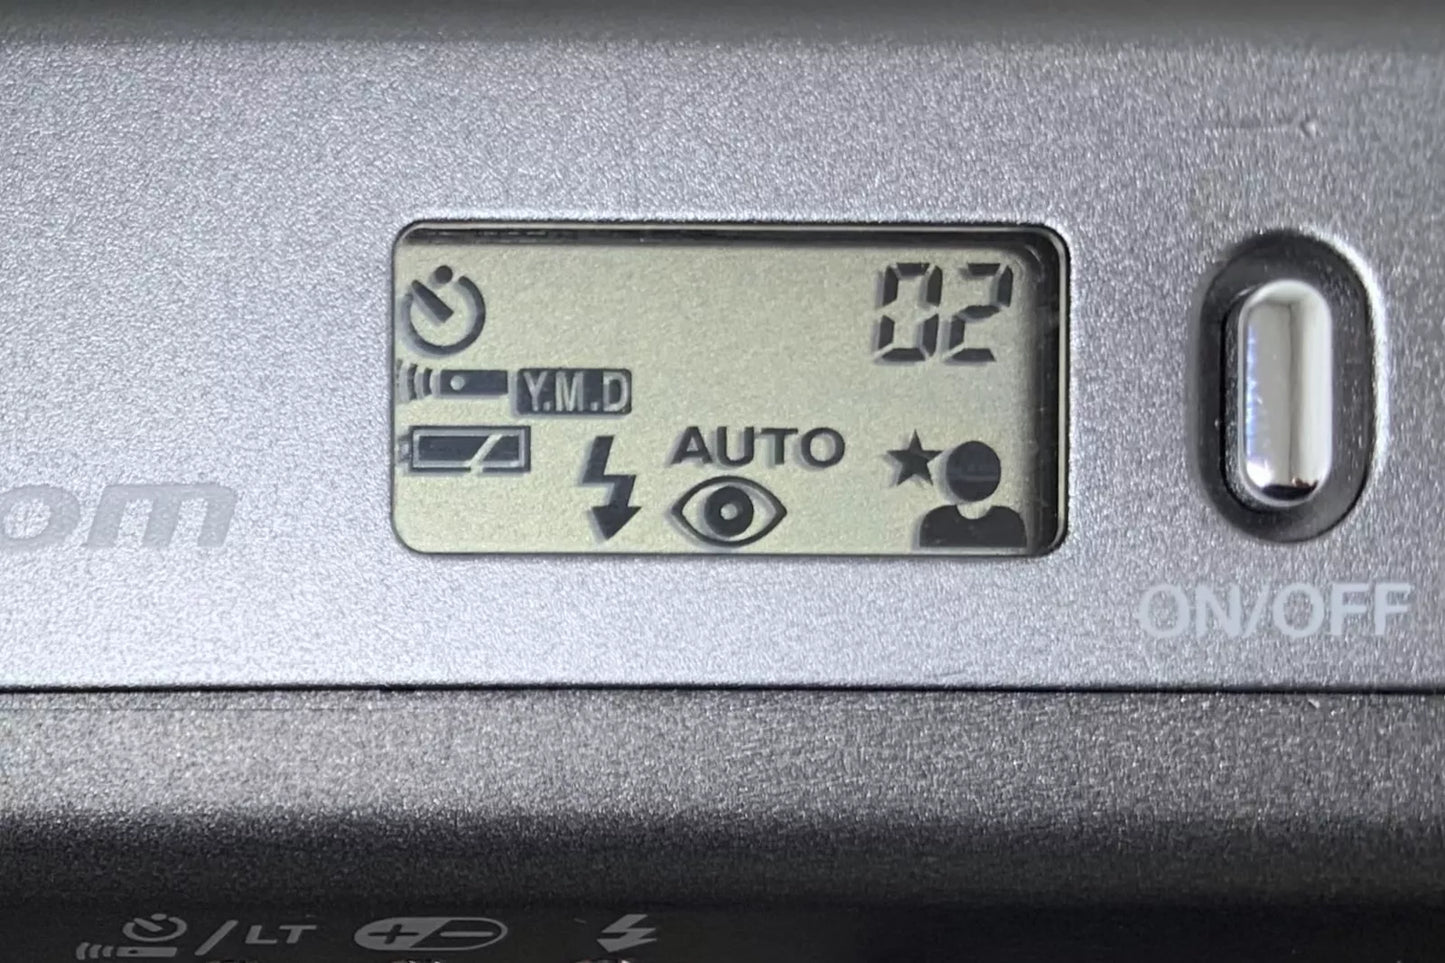 02
Y.M.D
AUTO
om
ON/OFF
/LT